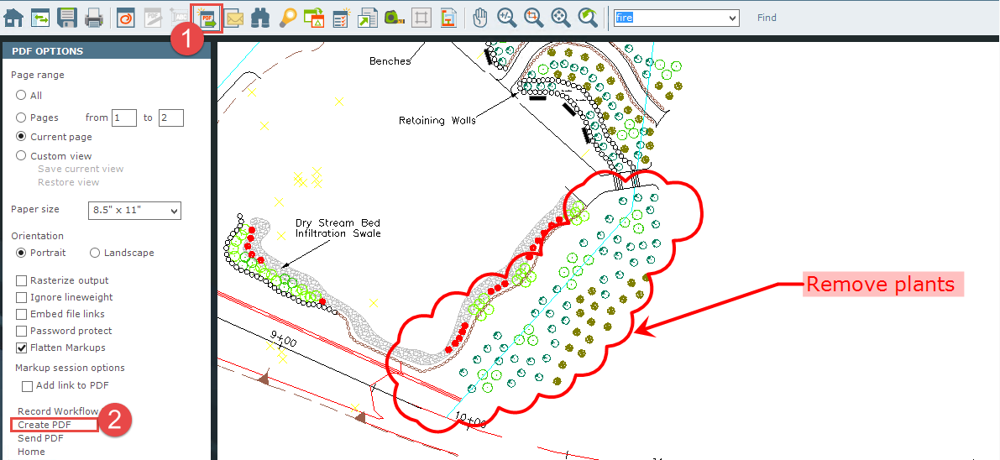 fire
Find
1
PDF OPTIONS
Page range
All
Pages from 1 to 2
Current page
Custom view
Save current view
Restore view
Paper size 8.5" x 11"
Orientation
Portrait Landscape
Rasterize output
Ignore lineweight
Embed file links
Password protect
Flatten Markups
Markup session options
Add link to PDF
Record Workflow
Create PDF
2
Send PDF
Home
Benches
Retaining Walls
Dry Stream Bed
Infiltration Swale
Remove plants
9+00
10+00